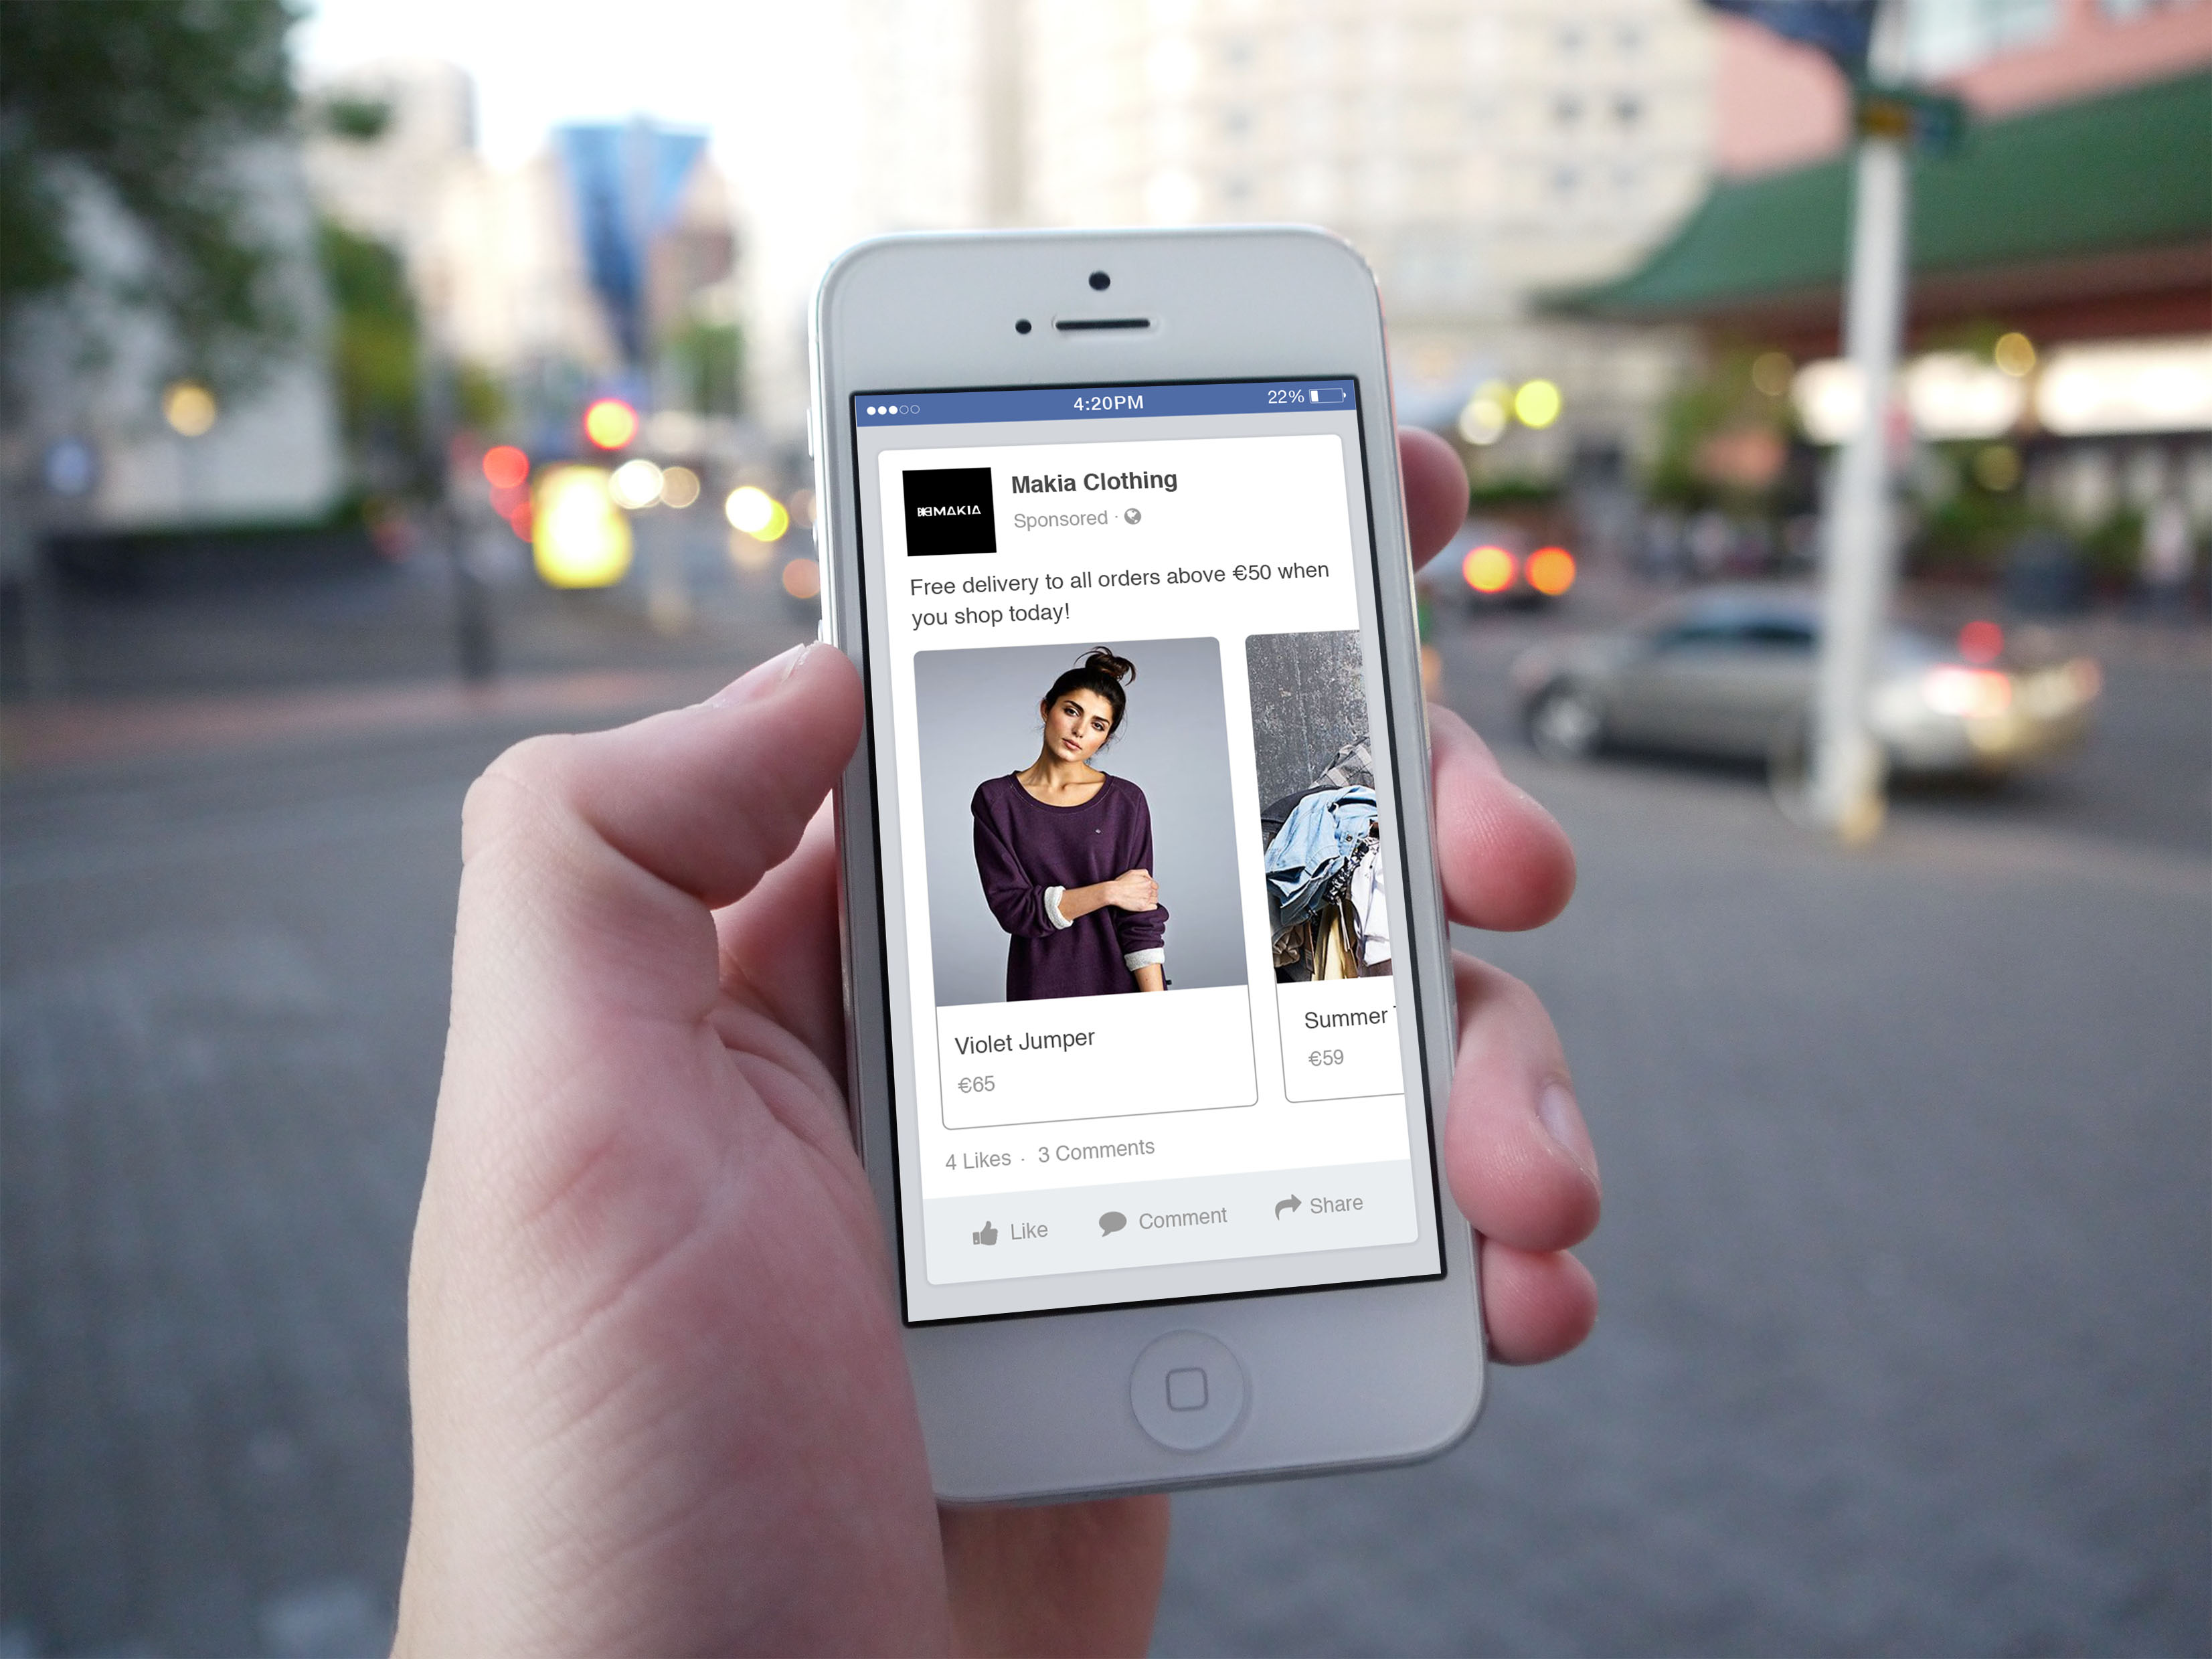 4:20PM
22%
MAKIA
Makia Clothing
Sponsored ·
Free delivery to all orders above €50 when
you shop today!
Violet Jumper
€65
Summer
€59
4 Likes · 3 Comments
Like
Comment
Share